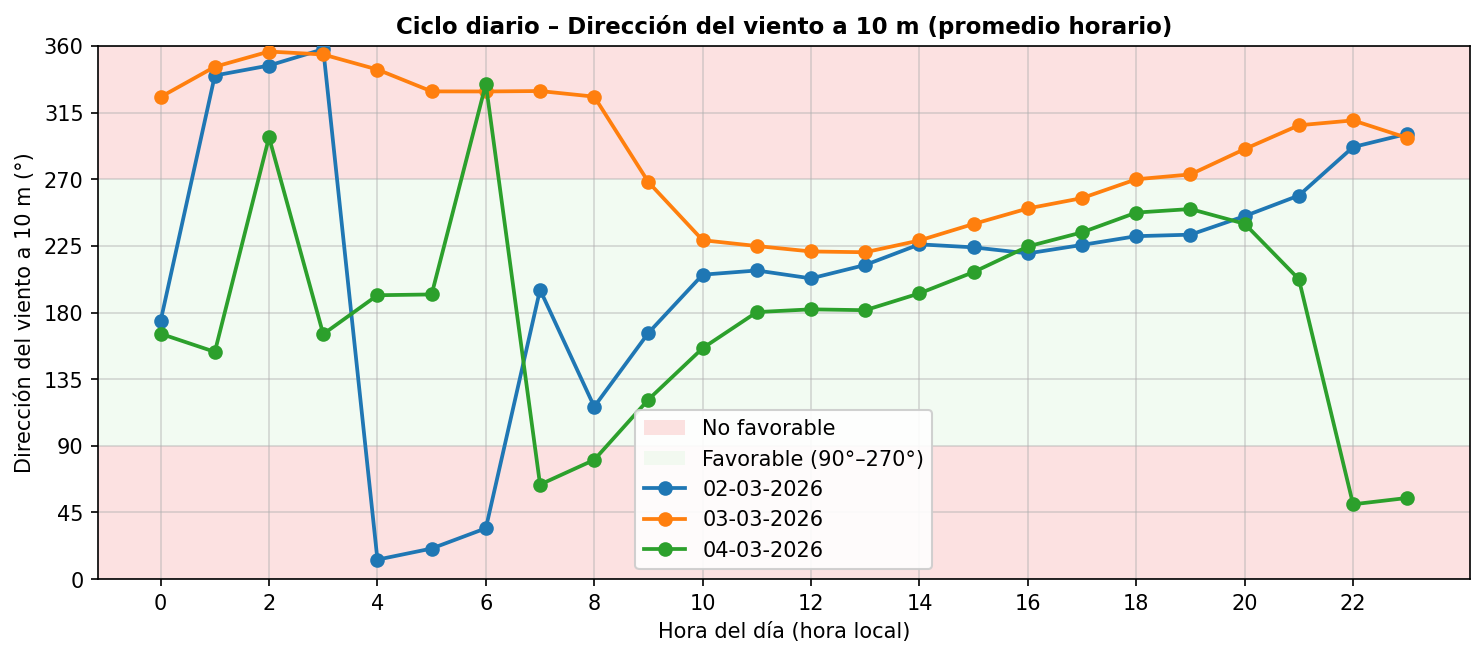 Ciclo diario – Dirección del viento a 10 m (promedio horario)
Dirección del viento a 10 m (°)
360
315
270
225
180
135
90
45
0
No favorable
Favorable (90°–270°)
02-03-2026
03-03-2026
04-03-2026
0 2 4 6 8 10 12 14 16 18 20 22
Hora del día (hora local)